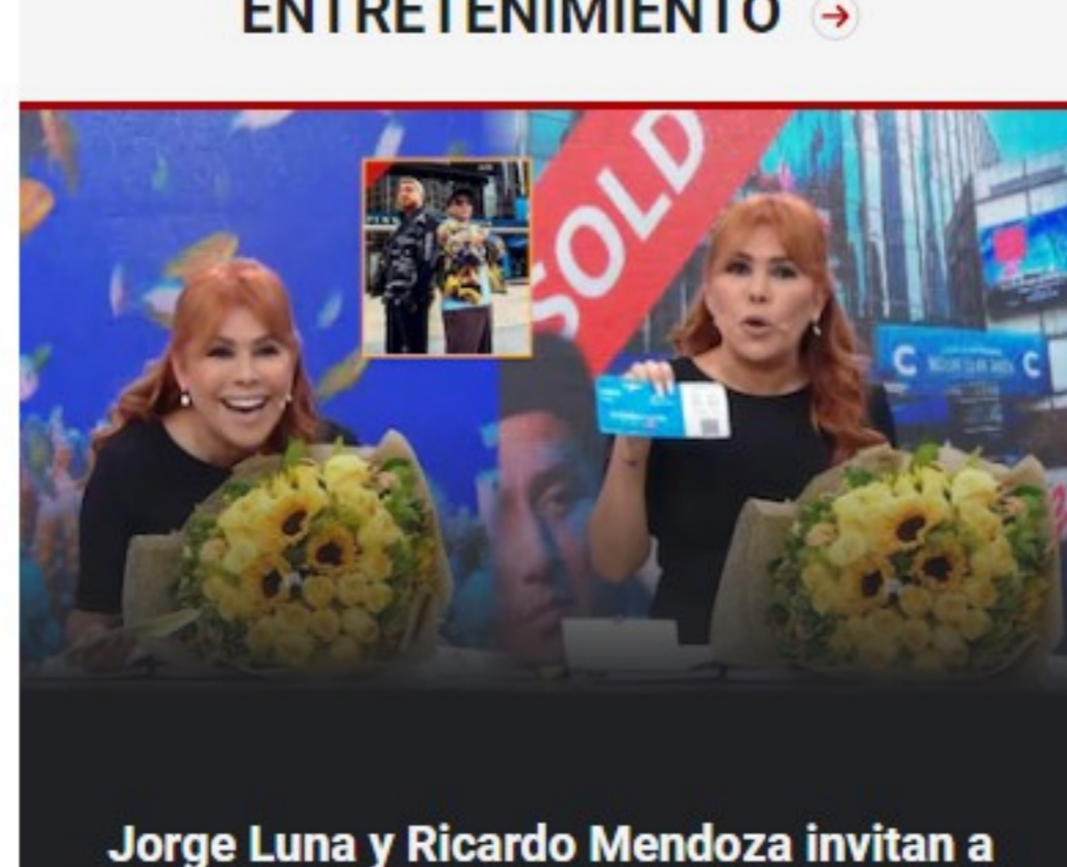 ENTRETENIMIENTO
SOLD
C C
Jorge Luna y Ricardo Mendoza invitan a